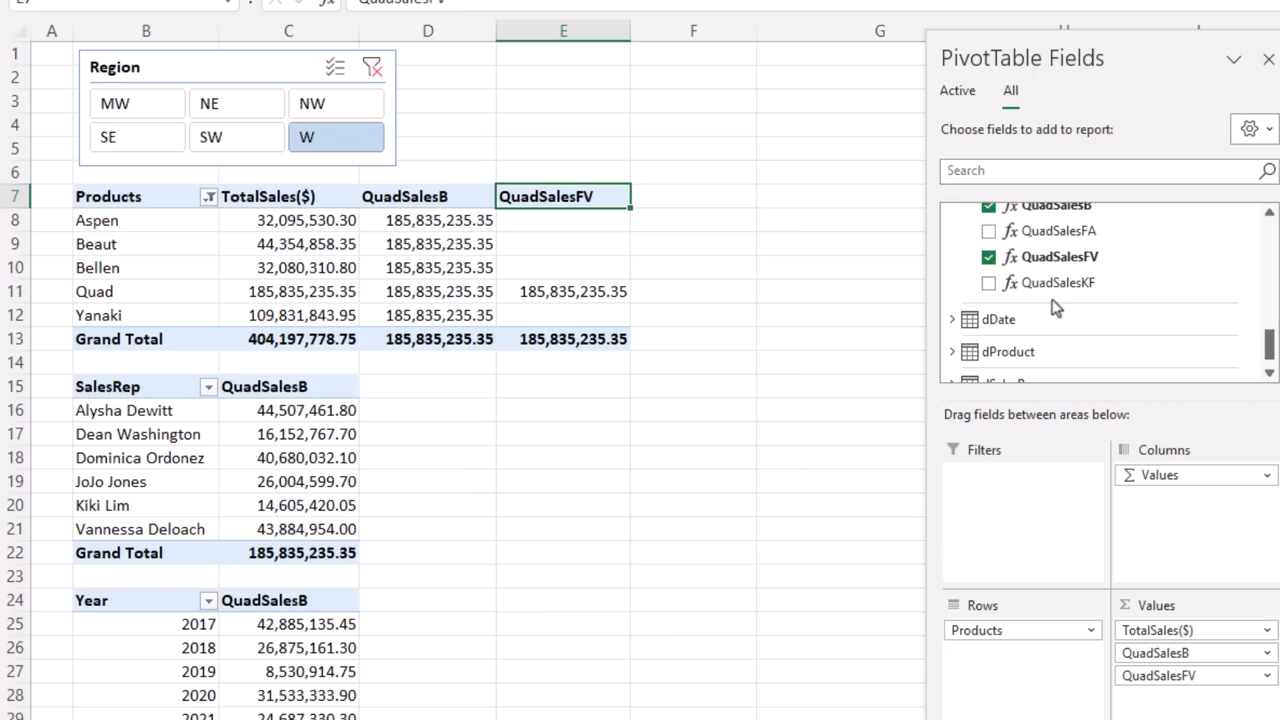 QuadSalesFV
A B C D E F G
1
2
3
4
5
6
Region
MW NE NW
SE SW W
7 Products TotalSales($) QuadSalesB QuadSalesFV
8 Aspen 32,095,530.30 185,835,235.35
9 Beaut 44,354,858.35 185,835,235.35
10 Bellen 32,080,310.80 185,835,235.35
11 Quad 185,835,235.35 185,835,235.35 185,835,235.35
12 Yanaki 109,831,843.95 185,835,235.35
13 Grand Total 404,197,778.75 185,835,235.35 185,835,235.35
14
15 SalesRep QuadSalesB
16 Alysha Dewitt 44,507,461.80
17 Dean Washington 16,152,767.70
18 Dominica Ordonez 40,680,032.10
19 JoJo Jones 26,004,599.70
20 Kiki Lim 14,605,420.05
21 Vannessa Deloach 43,884,954.00
22 Grand Total 185,835,235.35
23
24 Year QuadSalesB
25 2017 42,885,135.45
26 2018 26,875,161.30
27 2019 8,530,914.75
28 2020 31,533,333.90
29 2021 24,687,330.30
PivotTable Fields
Active All
Choose fields to add to report:
Search
fx QuadSalesB
fx QuadSalesFA
fx QuadSalesFV
fx QuadSalesKF
dDate
dProduct
Drag fields between areas below:
Filters
Columns
Σ Values
Rows
Products
Σ Values
TotalSales($)
QuadSalesB
QuadSalesFV